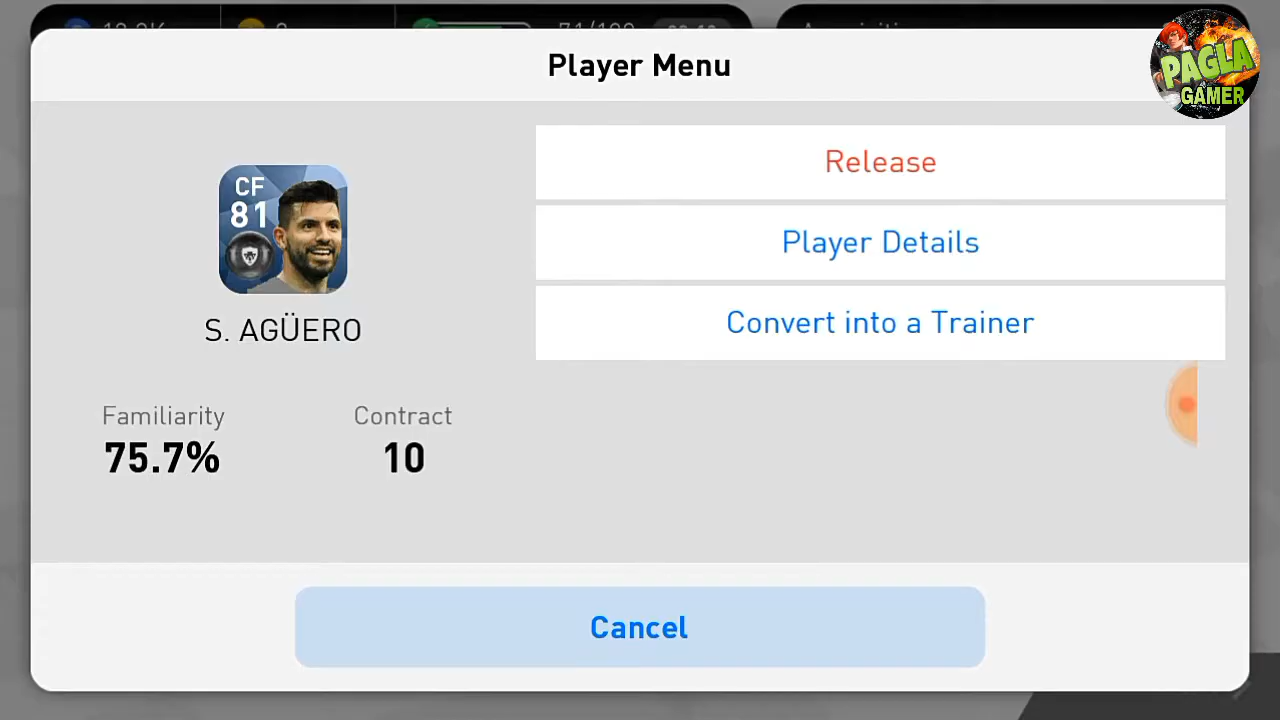 Player Menu
PAGLA
GAMER
Release
CF
81
Player Details
S. AGÜERO
Convert into a Trainer
Familiarity
Contract
75.7%
10
Cancel